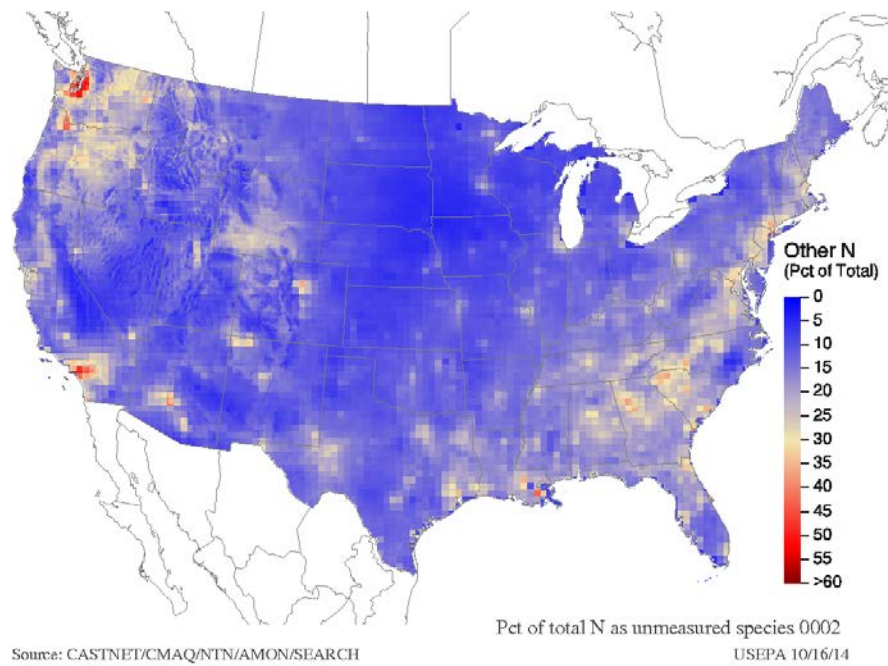 Other N
(Pct of Total)
0
5
10
15
20
25
30
35
40
45
50
55
>60
Pct of total N as unmeasured species 0002
Source: CASTNET/CMAQ/NTN/AMON/SEARCH
USEPA 10/16/14